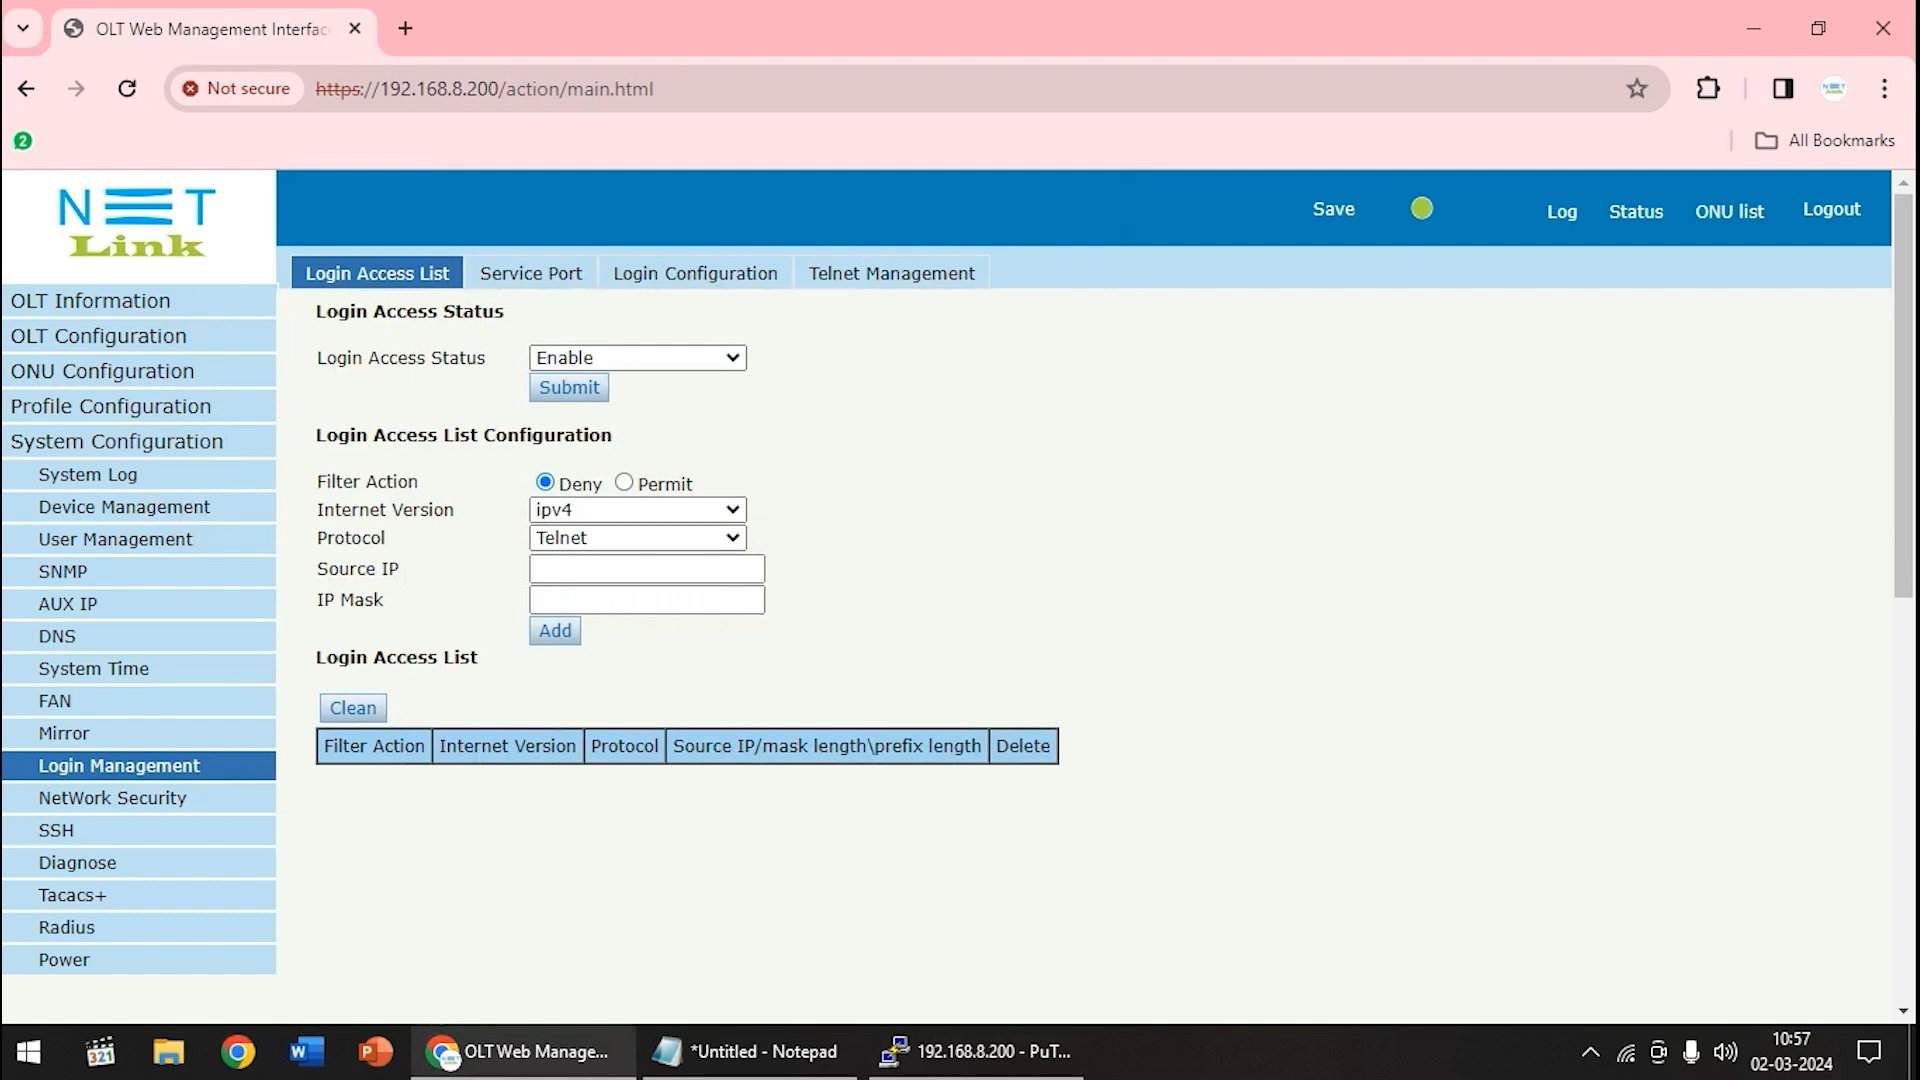 OLT Web Management Interfac
Not secure https://192.168.8.200/action/main.html
2
All Bookmarks
NET
Link
Save Log Status ONU list Logout
Login Access List Service Port Login Configuration Telnet Management
OLT Information
OLT Configuration
ONU Configuration
Profile Configuration
System Configuration
System Log
Device Management
User Management
SNMP
AUX IP
DNS
System Time
FAN
Mirror
Login Management
NetWork Security
SSH
Diagnose
Tacacs+
Radius
Power
Login Access Status
Login Access Status Enable
Submit
Login Access List Configuration
Filter Action Deny Permit
Internet Version ipv4
Protocol Telnet
Source IP
IP Mask
Add
Login Access List
Clean
Filter Action Internet Version Protocol Source IP/mask length\prefix length Delete
321 OLT Web Manage... *Untitled - Notepad 192.168.8.200 - PuT...
10:57
02-03-2024